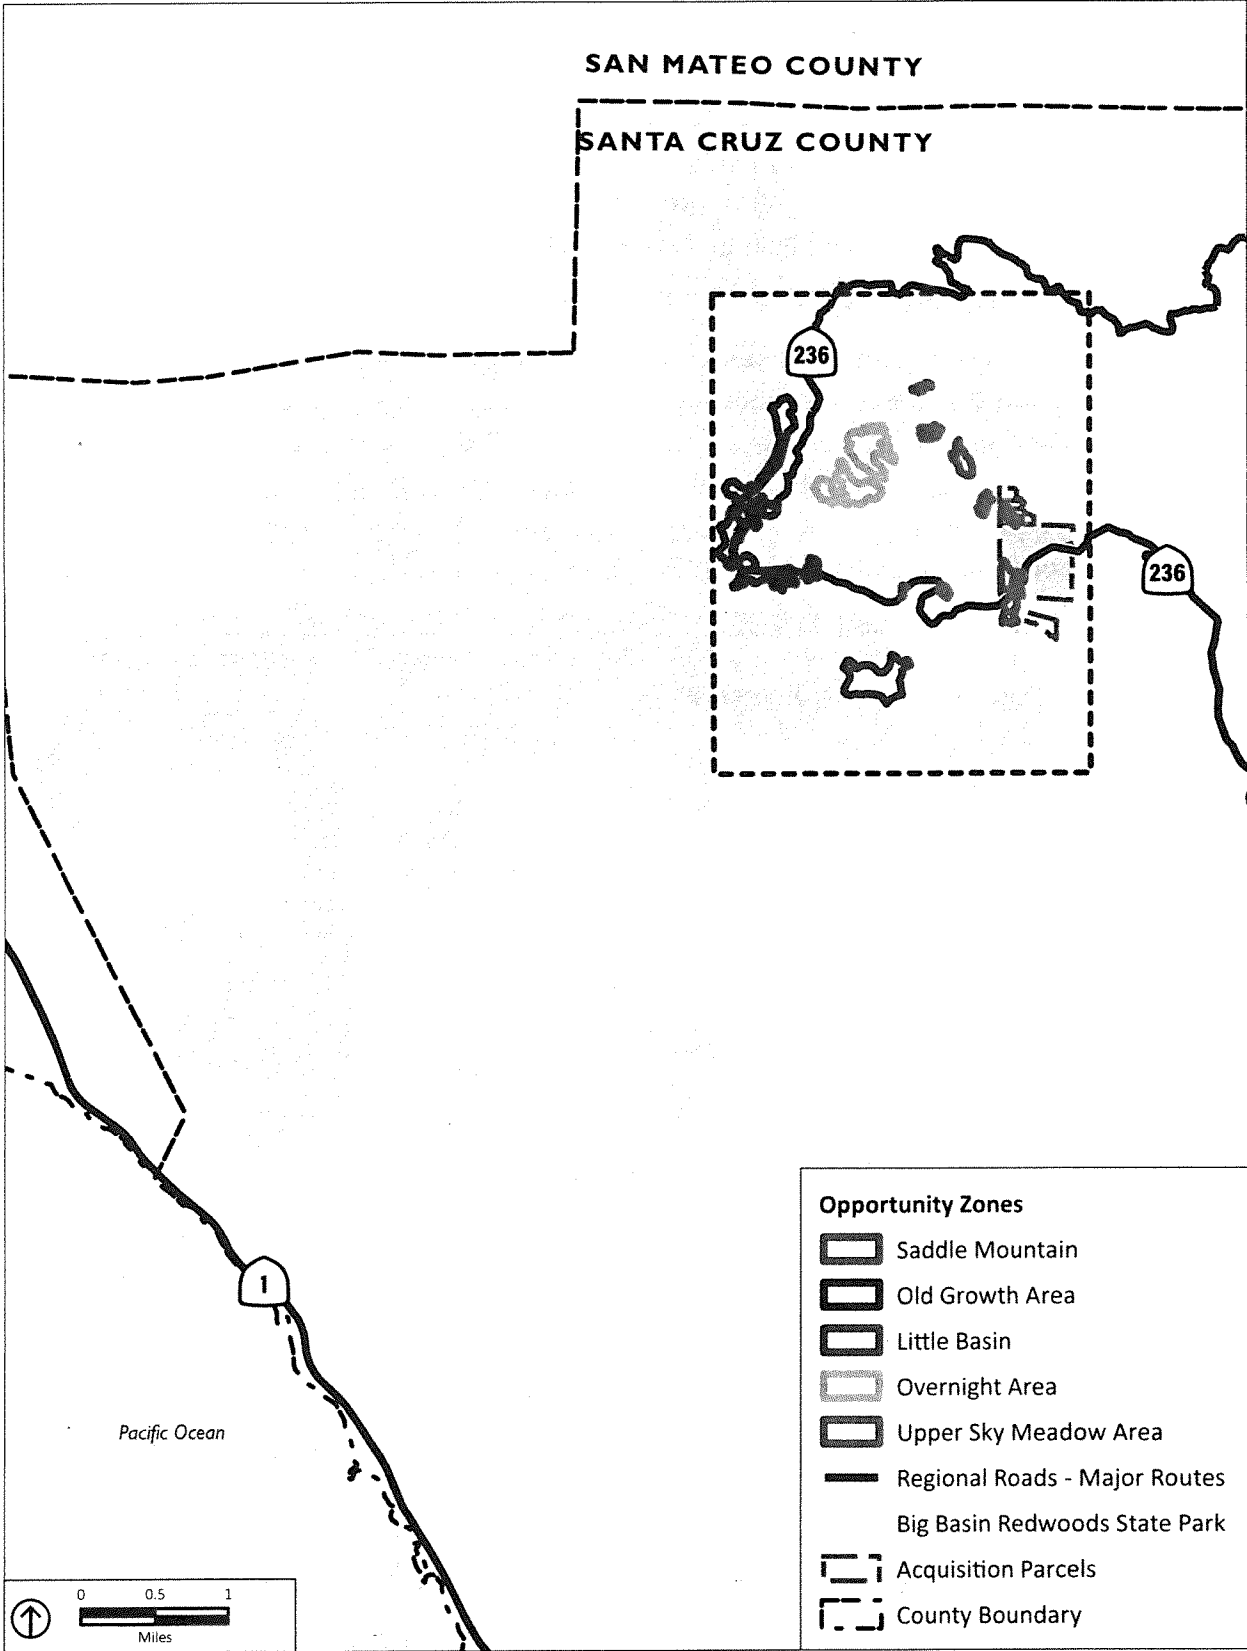 SAN MATEO COUNTY
SANTA CRUZ COUNTY
236
236
1
Pacific Ocean
Opportunity Zones
Saddle Mountain
Old Growth Area
Little Basin
Overnight Area
Upper Sky Meadow Area
Regional Roads - Major Routes
Big Basin Redwoods State Park
Acquisition Parcels
County Boundary
0 0.5 1
Miles